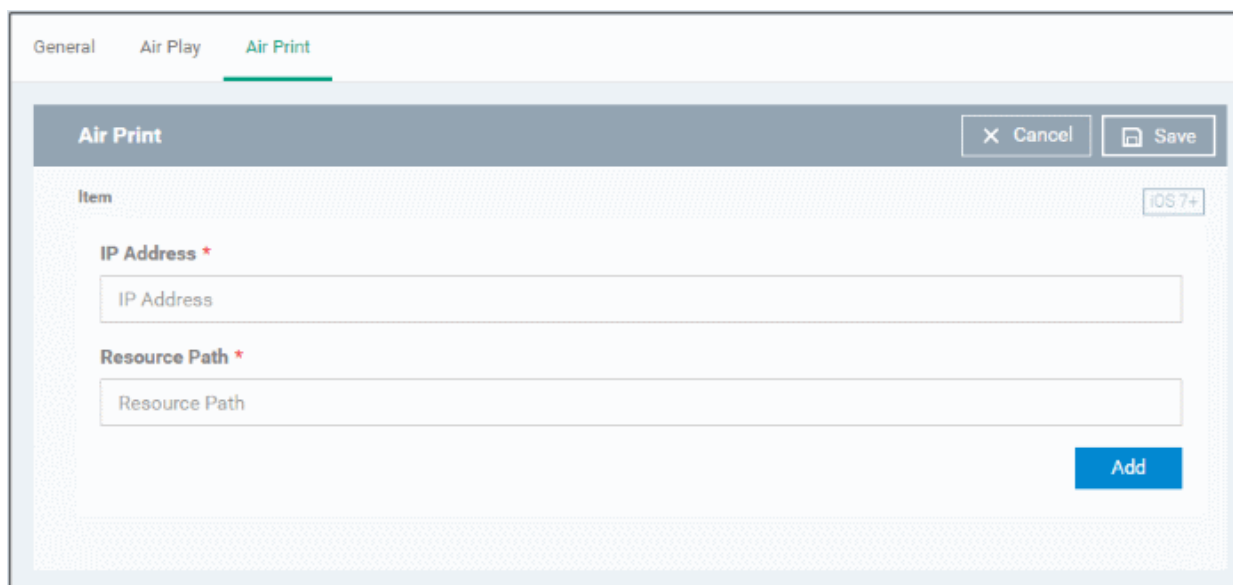 General Air Play Air Print
Air Print Cancel Save
Item iOS 7+
IP Address *
IP Address
Resource Path *
Resource Path
Add